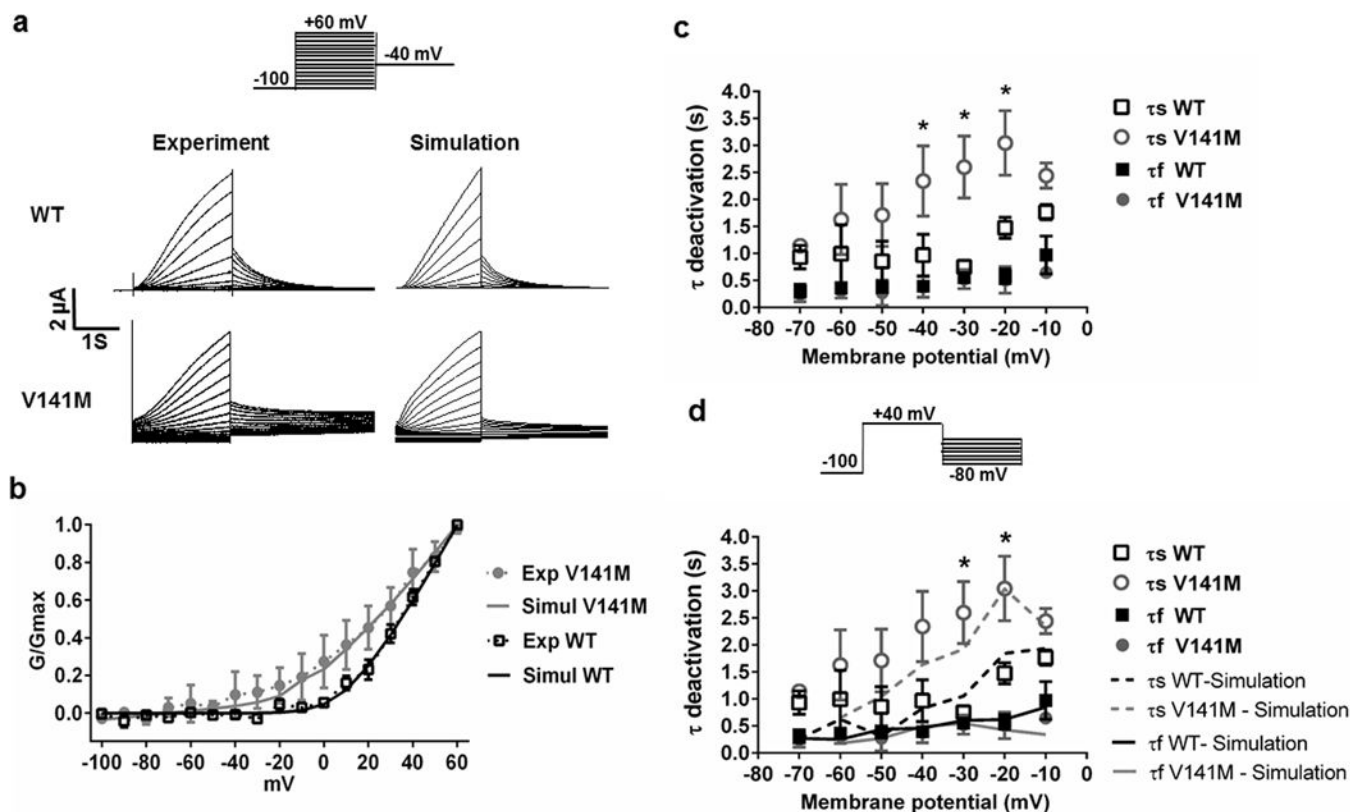 a
+60 mV
-40 mV
-100
Experiment
Simulation
WT
2 µA
1S
V141M
b
G/Gmax
1.0
0.8
0.6
0.4
0.2
0.0
-100 -80 -60 -40 -20 0 20 40 60
mV
Exp V141M
Simul V141M
Exp WT
Simul WT
c
τ deactivation (s)
4.0
3.5
3.0
2.5
2.0
1.5
1.0
0.5
0.0
* * *
-80 -70 -60 -50 -40 -30 -20 -10 0
Membrane potential (mV)
τs WT
τs V141M
τf WT
τf V141M
d
+40 mV
-100
-80 mV
τ deactivation (s)
4.0
3.5
3.0
2.5
2.0
1.5
1.0
0.5
0.0
* *
-80 -70 -60 -50 -40 -30 -20 -10 0
Membrane potential (mV)
τs WT
τs V141M
τf WT
τf V141M
τs WT-Simulation
τs V141M - Simulation
τf WT- Simulation
τf V141M - Simulation